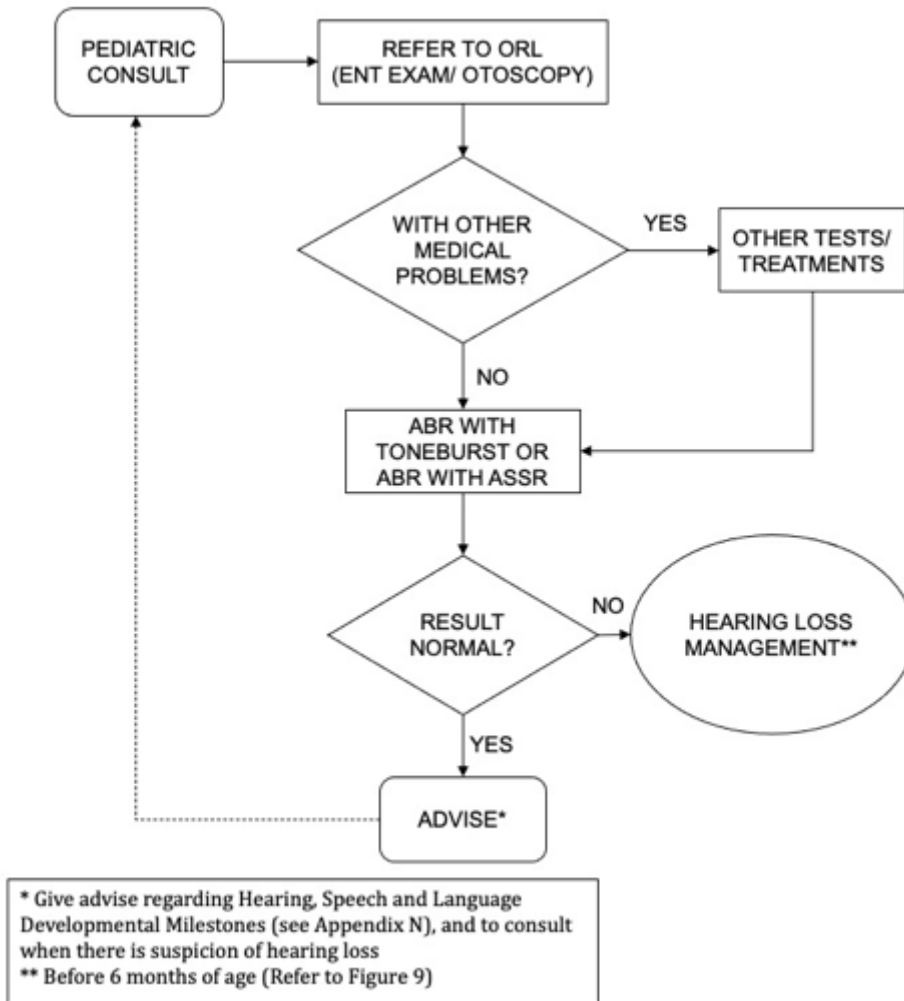 PEDIATRIC
CONSULT
REFER TO ORL
(ENT EXAM/ OTOSCOPY)
WITH OTHER
MEDICAL
PROBLEMS?
YES
OTHER TESTS/
TREATMENTS
NO
ABR WITH
TONEBURST OR
ABR WITH ASSR
RESULT
NORMAL?
NO
HEARING LOSS
MANAGEMENT**
YES
ADVISE*
* Give advise regarding Hearing, Speech and Language
Developmental Milestones (see Appendix N), and to consult
when there is suspicion of hearing loss
** Before 6 months of age (Refer to Figure 9)